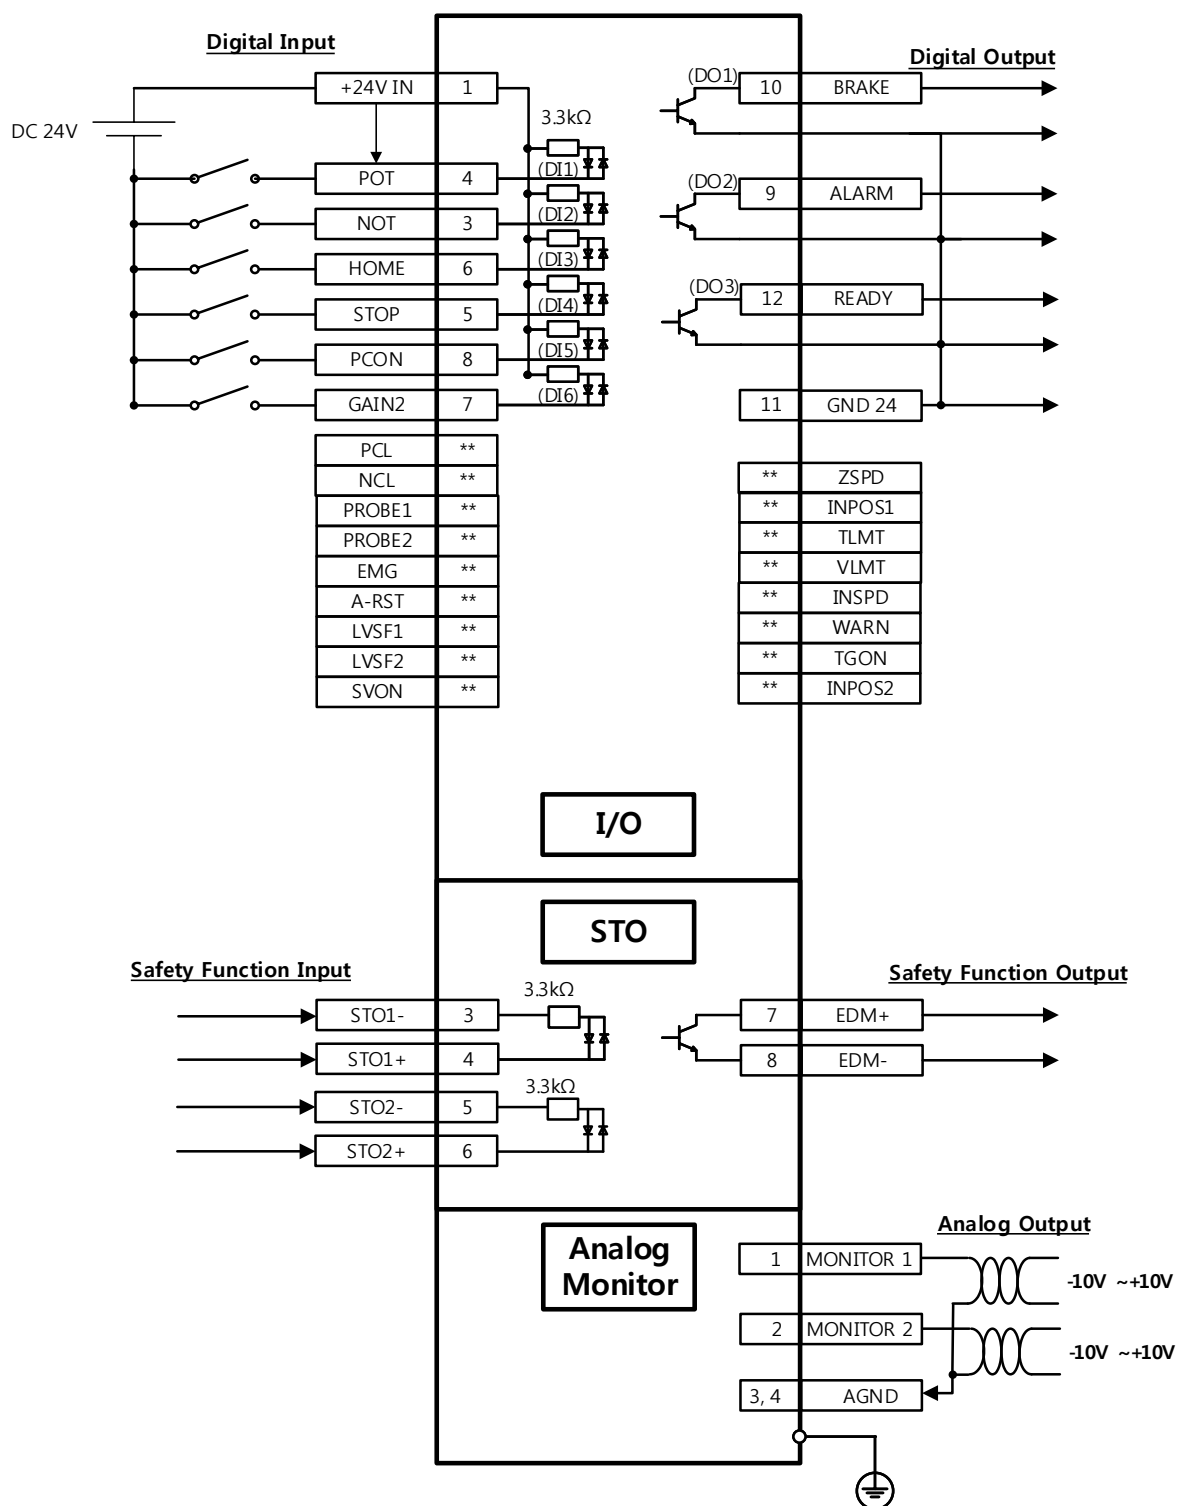 Digital Input
DC 24V
+24V IN 1
3.3kΩ
POT 4 (DI1)
NOT 3 (DI2)
HOME 6 (DI3)
STOP 5 (DI4)
PCON 8 (DI5)
GAIN2 7 (DI6)
PCL **
NCL **
PROBE1 **
PROBE2 **
EMG **
A-RST **
LVSF1 **
LVSF2 **
SVON **
Digital Output
(DO1) 10 BRAKE
(DO2) 9 ALARM
(DO3) 12 READY
11 GND 24
** ZSPD
** INPOS1
** TLMT
** VLMT
** INSPD
** WARN
** TGON
** INPOS2
I/O
STO
Safety Function Input
3.3kΩ
STO1- 3
STO1+ 4
3.3kΩ
STO2- 5
STO2+ 6
Safety Function Output
7 EDM+
8 EDM-
Analog
Monitor
Analog Output
1 MONITOR 1
-10V ~+10V
2 MONITOR 2
-10V ~+10V
3, 4 AGND